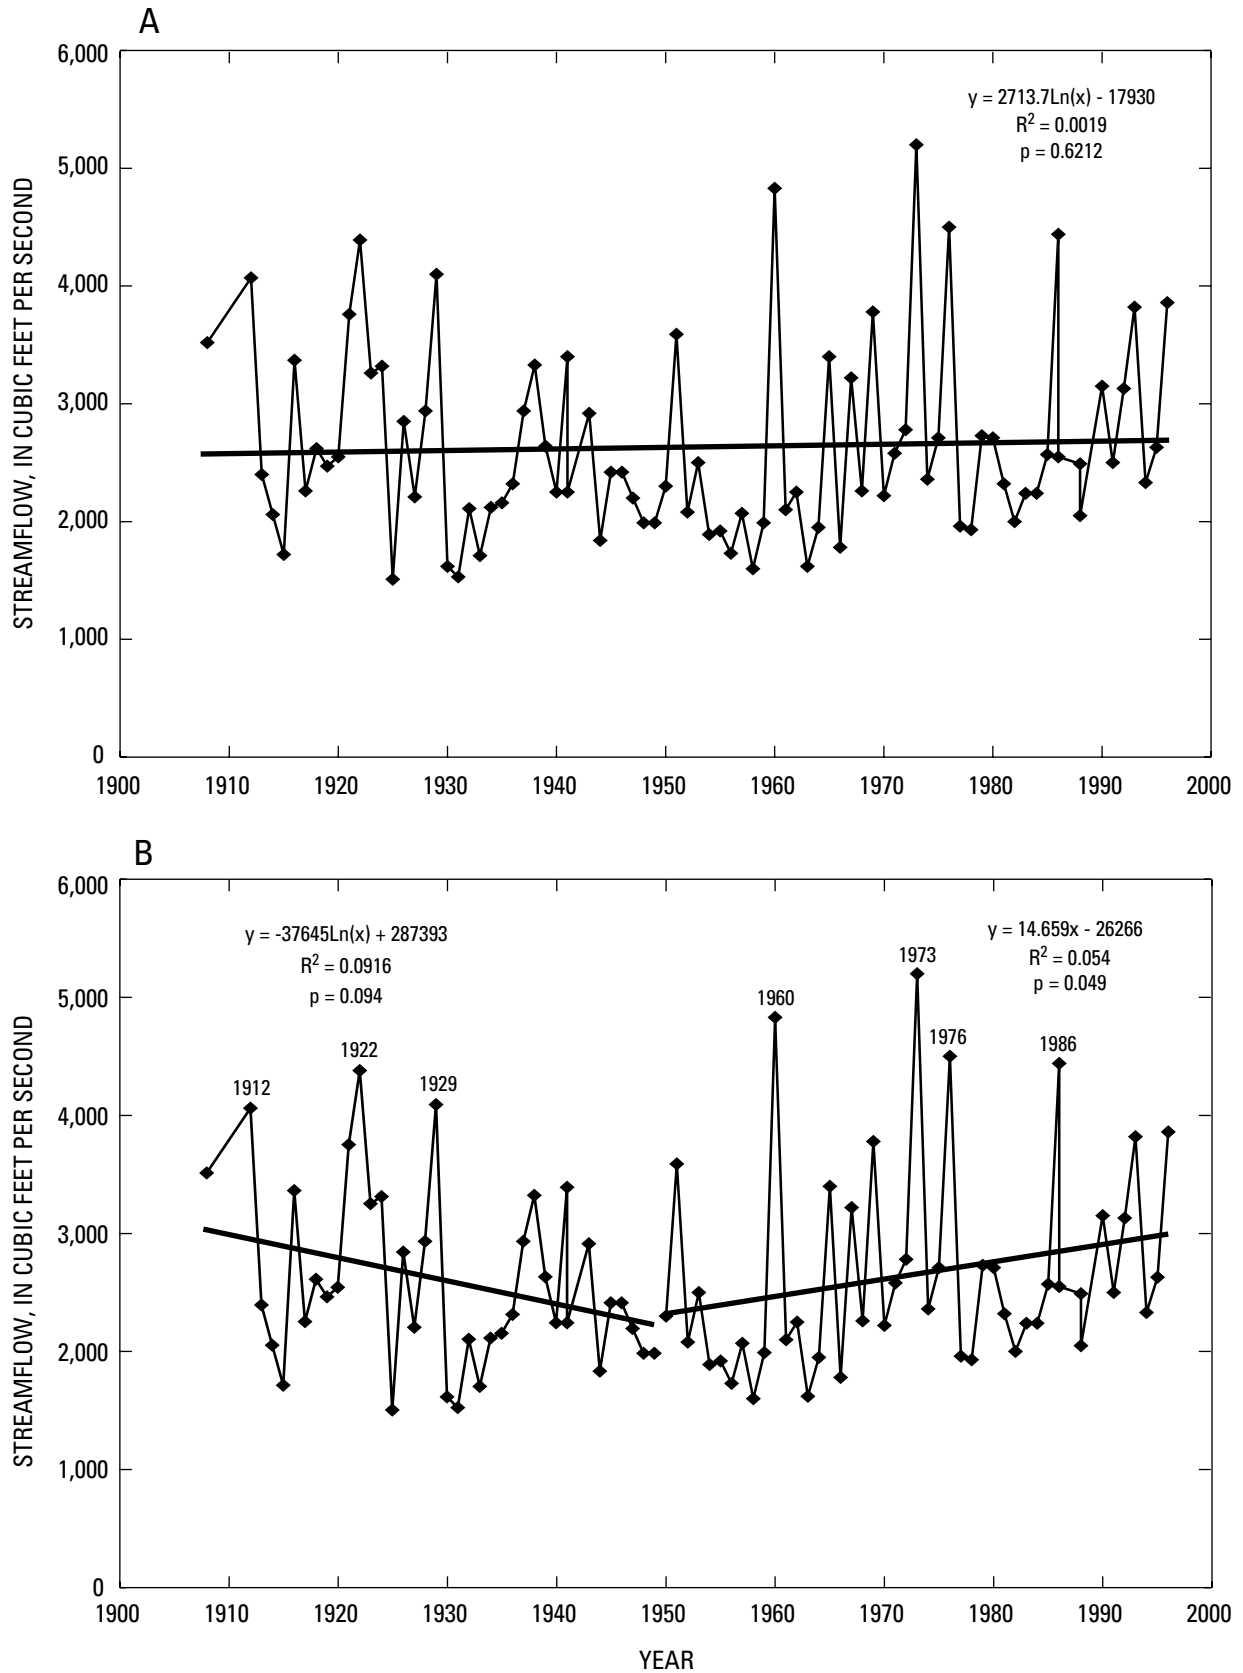 A
6,000
5,000
4,000
3,000
2,000
1,000
0
STREAMFLOW, IN CUBIC FEET PER SECOND
y = 2713.7Ln(x) - 17930
R² = 0.0019
p = 0.6212
1900 1910 1920 1930 1940 1950 1960 1970 1980 1990 2000
B
6,000
5,000
4,000
3,000
2,000
1,000
0
STREAMFLOW, IN CUBIC FEET PER SECOND
y = -37645Ln(x) + 287393
R² = 0.0916
p = 0.094
y = 14.659x - 26266
R² = 0.054
p = 0.049
1912
1922
1929
1960
1973
1976
1986
1900 1910 1920 1930 1940 1950 1960 1970 1980 1990 2000
YEAR